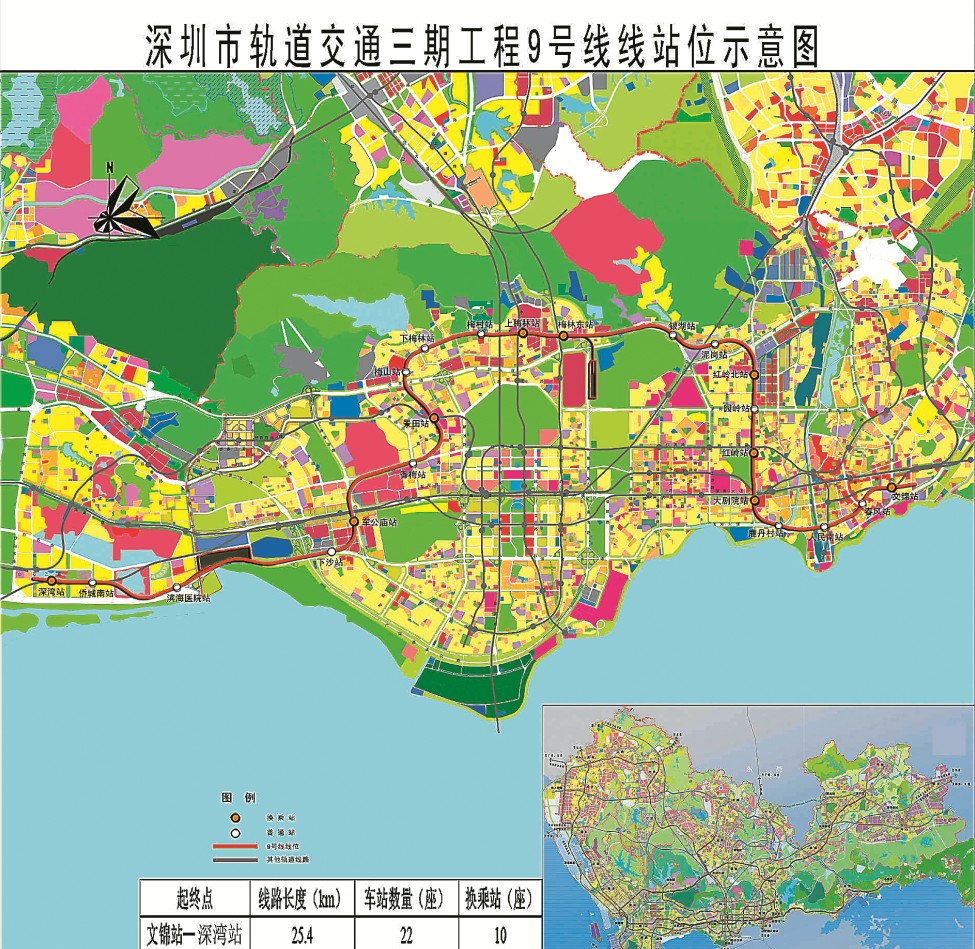 深圳市轨道交通三期工程9号线线站位示意图
N
梅村站
上梅林站
梅林东站
银湖站
下梅林站
泥岗站
梅山站
红岭北站
园岭站
香梅站
红岭站
大剧院站
文锦站
春风站
车公庙站
鹿丹村站
人民南站
下沙站
深湾站
侨城南站
滨海医院站
图 例
换乘站
普通站
9号线线位
其他轨道线路
起终点 线路长度（km） 车站数量（座） 换乘站（座）
文锦站—深湾站 25.4 22 10